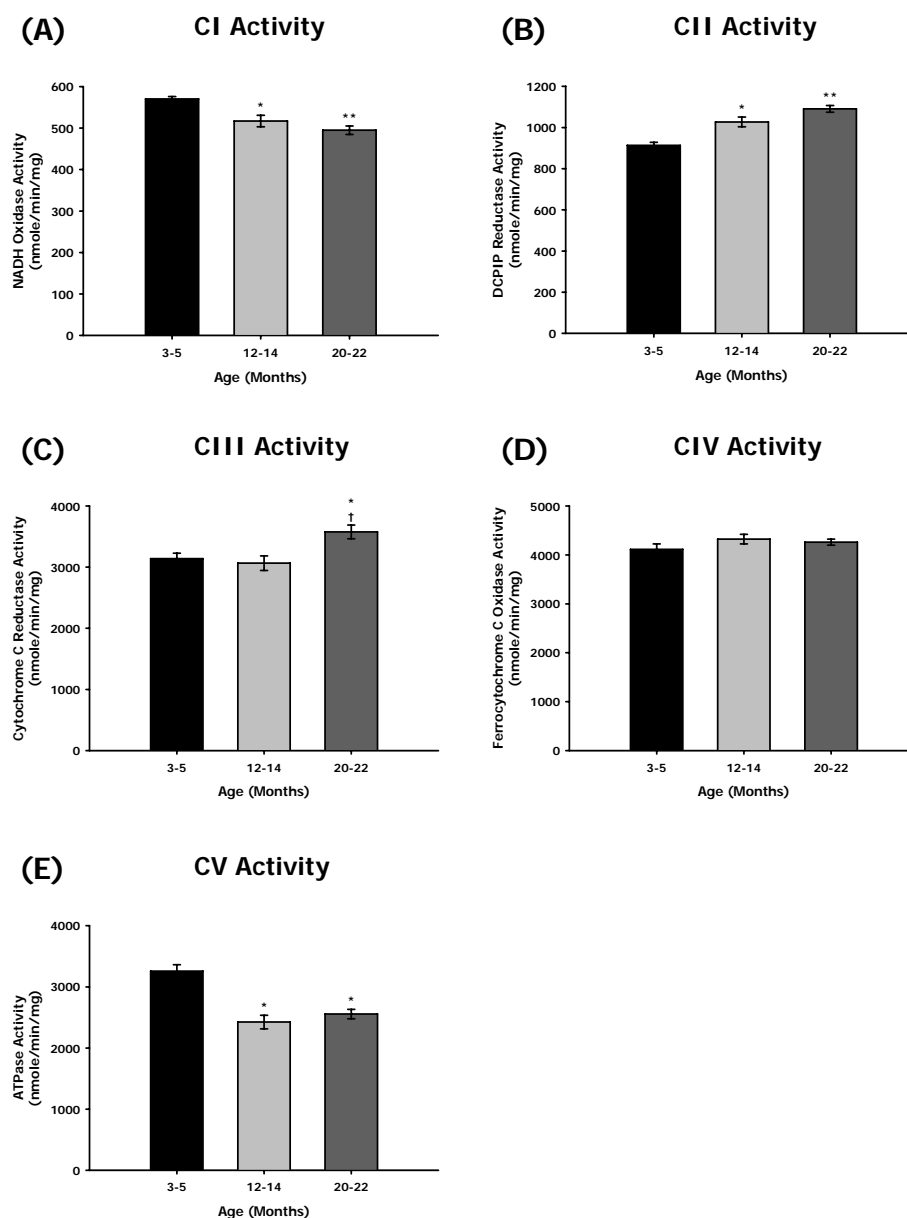 (A) CI Activity
NADH Oxidase Activity
(nmole/min/mg)
600
500
400
300
200
100
0
*
**
3-5 12-14 20-22
Age (Months)
(B) CII Activity
DCPIP Reductase Activity
(nmole/min/mg)
1200
1000
800
600
400
200
0
*
**
3-5 12-14 20-22
Age (Months)
(C) CIII Activity
Cytochrome C Reductase Activity
(nmole/min/mg)
4000
3000
2000
1000
0
*
†
3-5 12-14 20-22
Age (Months)
(D) CIV Activity
Ferrocytochrome C Oxidase Activity
(nmole/min/mg)
5000
4000
3000
2000
1000
0
3-5 12-14 20-22
Age (Months)
(E) CV Activity
ATPase Activity
(nmole/min/mg)
4000
3000
2000
1000
0
*
*
3-5 12-14 20-22
Age (Months)